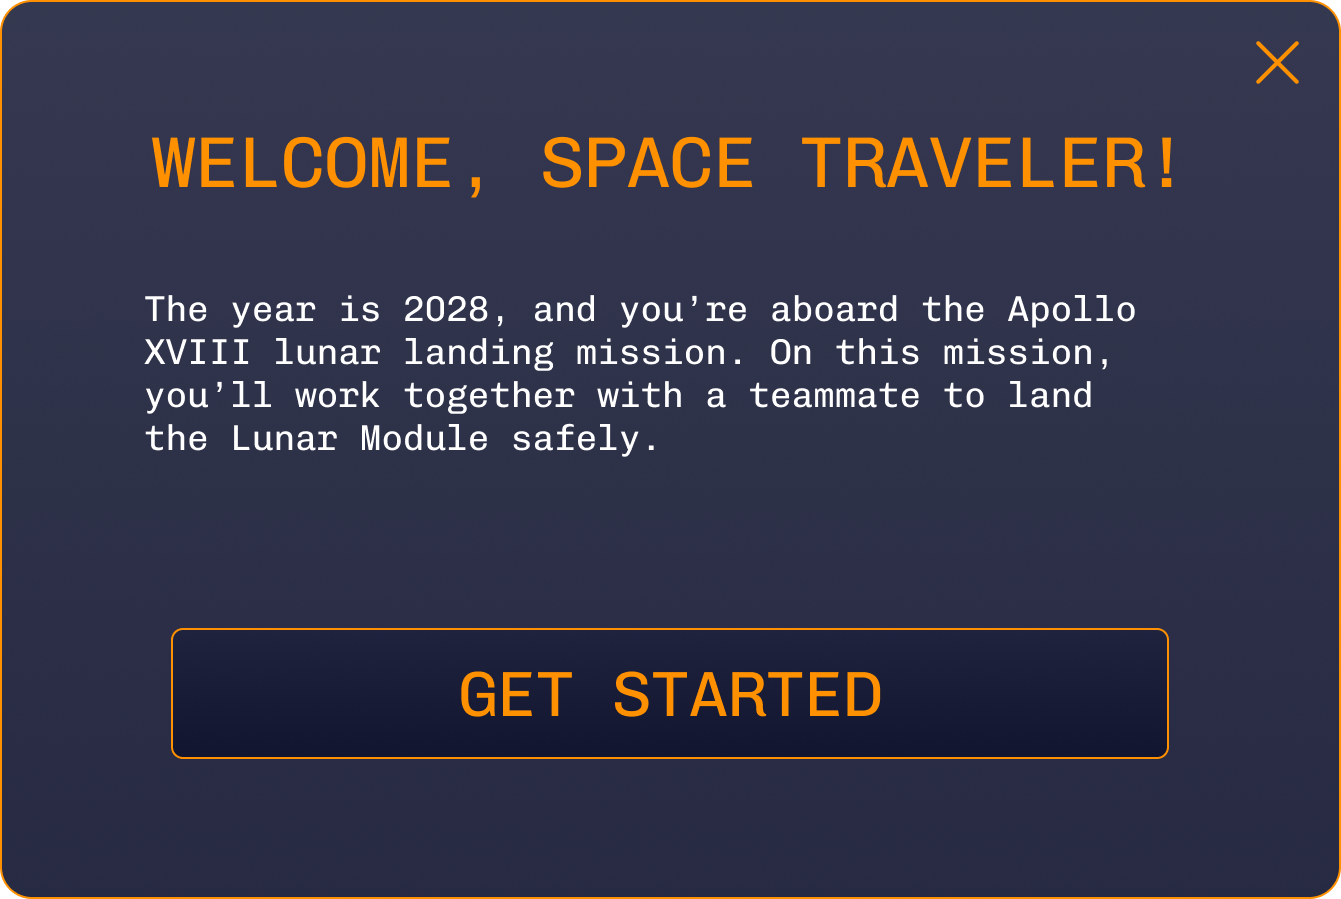 WELCOME, SPACE TRAVELER!
The year is 2028, and you’re aboard the Apollo
XVIII lunar landing mission. On this mission,
you’ll work together with a teammate to land
the Lunar Module safely.
GET STARTED